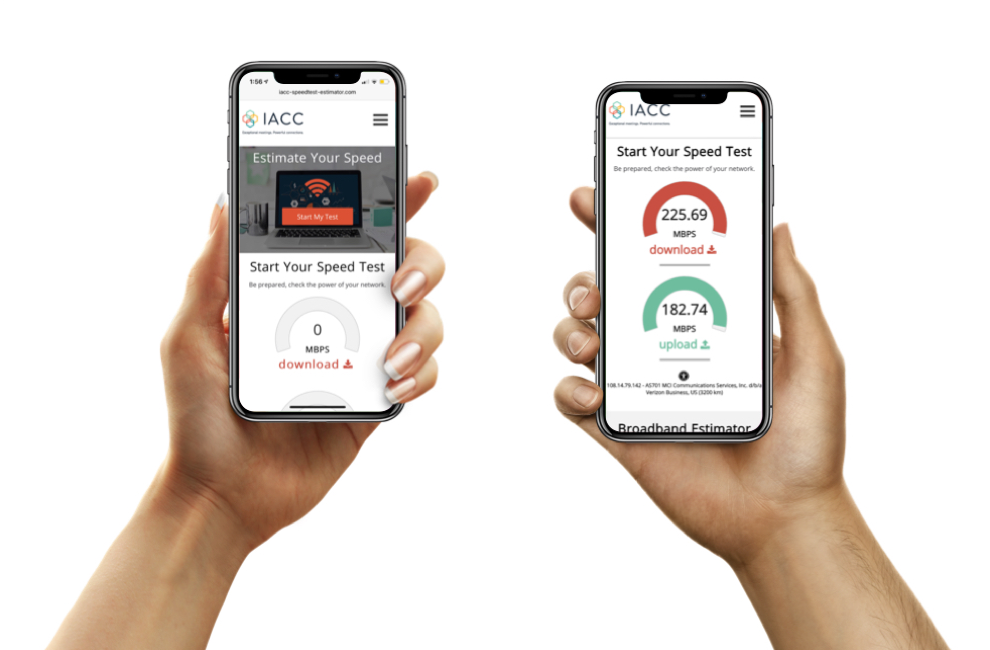 1:56
iacc-speedtest-estimator.com
IACC
Exceptional meetings. Powerful connections.
Estimate Your Speed
Start My Test
Start Your Speed Test
Be prepared, check the power of your network.
0
MBPS
download
IACC
Exceptional meetings. Powerful connections.
Start Your Speed Test
Be prepared, check the power of your network.
225.69
MBPS
download
182.74
MBPS
upload
108.14.79.142 - AS701 MCI Communications Services, Inc. d/b/a
Verizon Business, US (3200 km)
Broadband Estimator